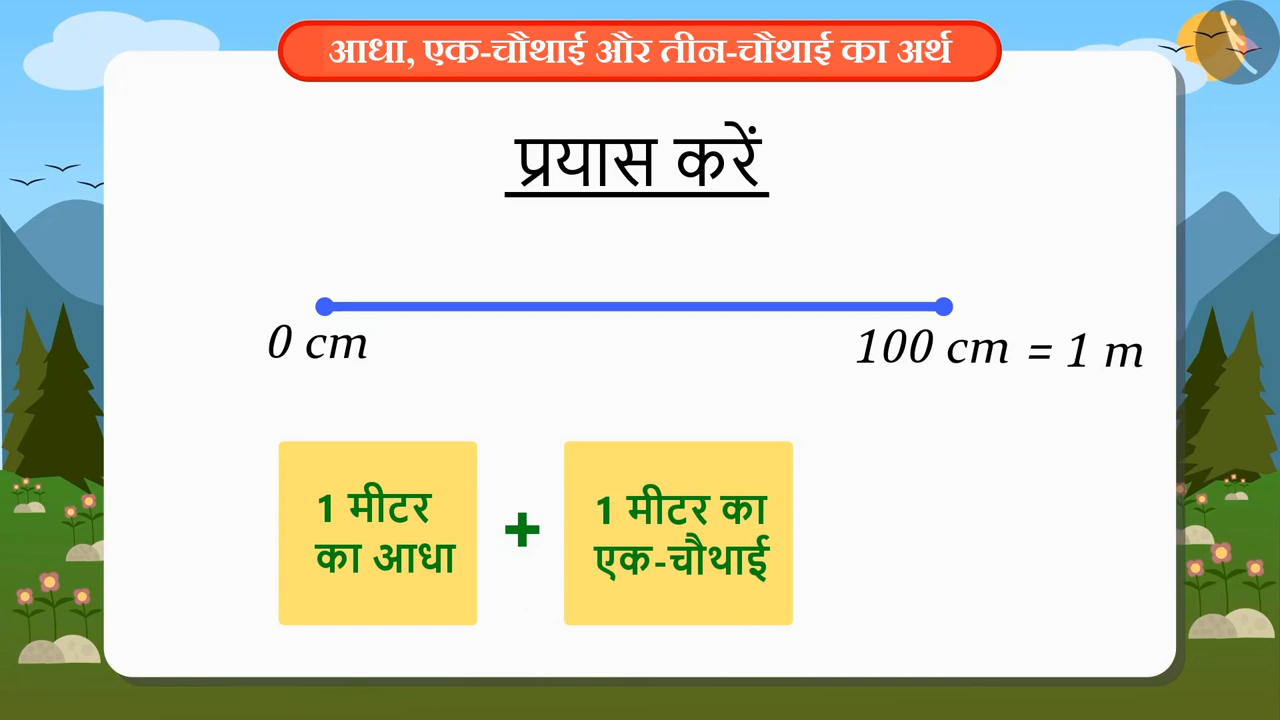 आधा, एक-चौथाई और तीन-चौथाई का अर्थ
प्रयास करें
0 cm
100 cm = 1 m
1 मीटर
का आधा
+
1 मीटर का
एक-चौथाई